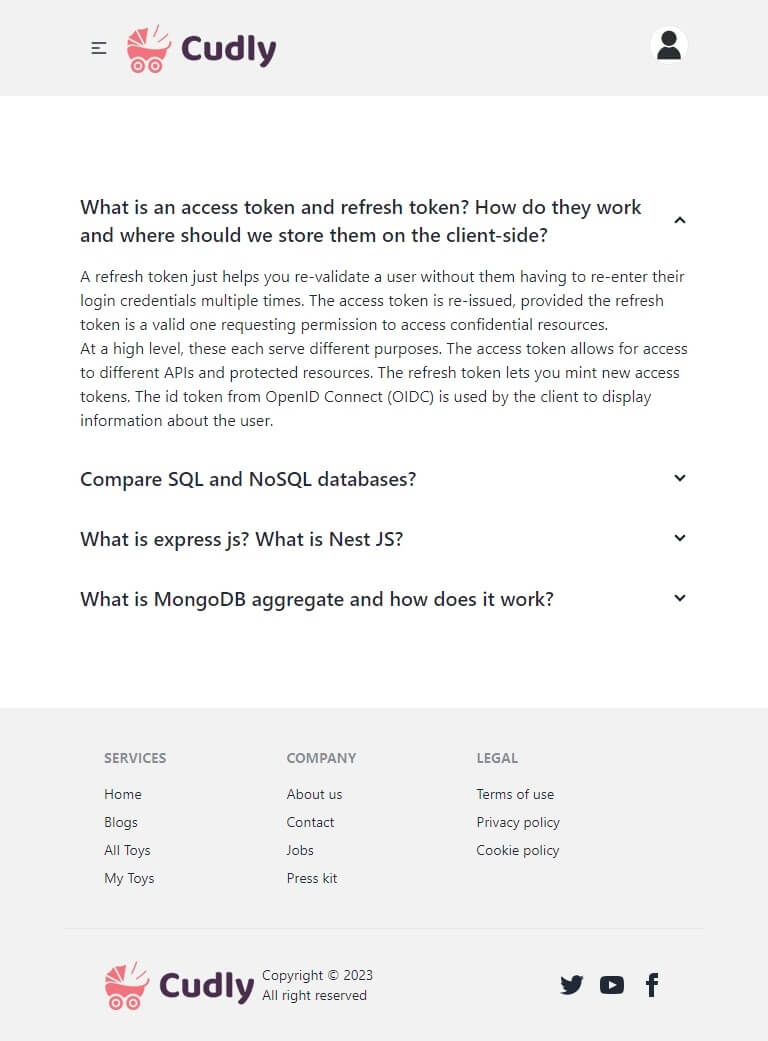 Cudly
What is an access token and refresh token? How do they work
and where should we store them on the client-side?
A refresh token just helps you re-validate a user without them having to re-enter their
login credentials multiple times. The access token is re-issued, provided the refresh
token is a valid one requesting permission to access confidential resources.
At a high level, these each serve different purposes. The access token allows for access
to different APIs and protected resources. The refresh token lets you mint new access
tokens. The id token from OpenID Connect (OIDC) is used by the client to display
information about the user.
Compare SQL and NoSQL databases?
What is express js? What is Nest JS?
What is MongoDB aggregate and how does it work?
SERVICES
Home
Blogs
All Toys
My Toys
COMPANY
About us
Contact
Jobs
Press kit
LEGAL
Terms of use
Privacy policy
Cookie policy
Cudly
Copyright © 2023
All right reserved